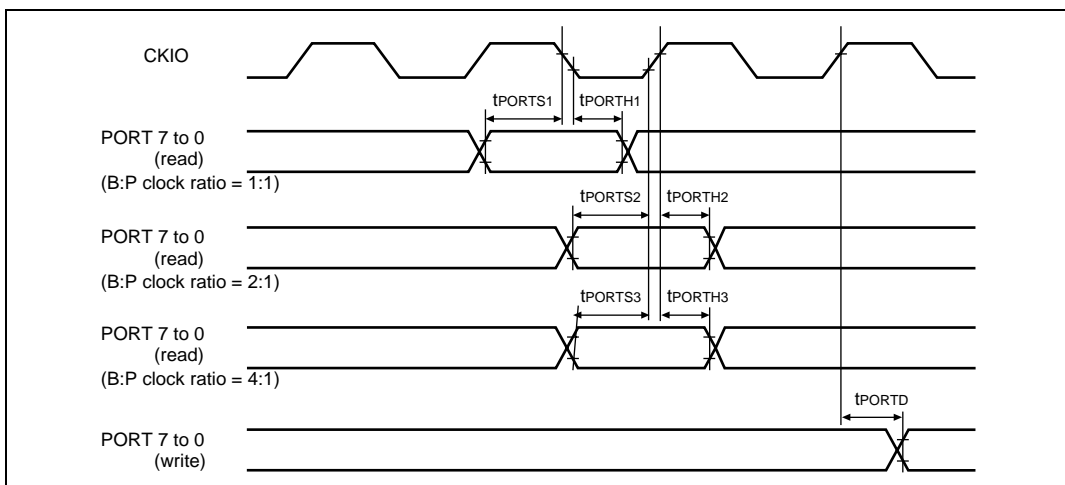 CKIO
tPORTS1
tPORTH1
PORT 7 to 0
(read)
(B:P clock ratio = 1:1)
tPORTS2
tPORTH2
PORT 7 to 0
(read)
(B:P clock ratio = 2:1)
tPORTS3
tPORTH3
PORT 7 to 0
(read)
(B:P clock ratio = 4:1)
tPORTD
PORT 7 to 0
(write)